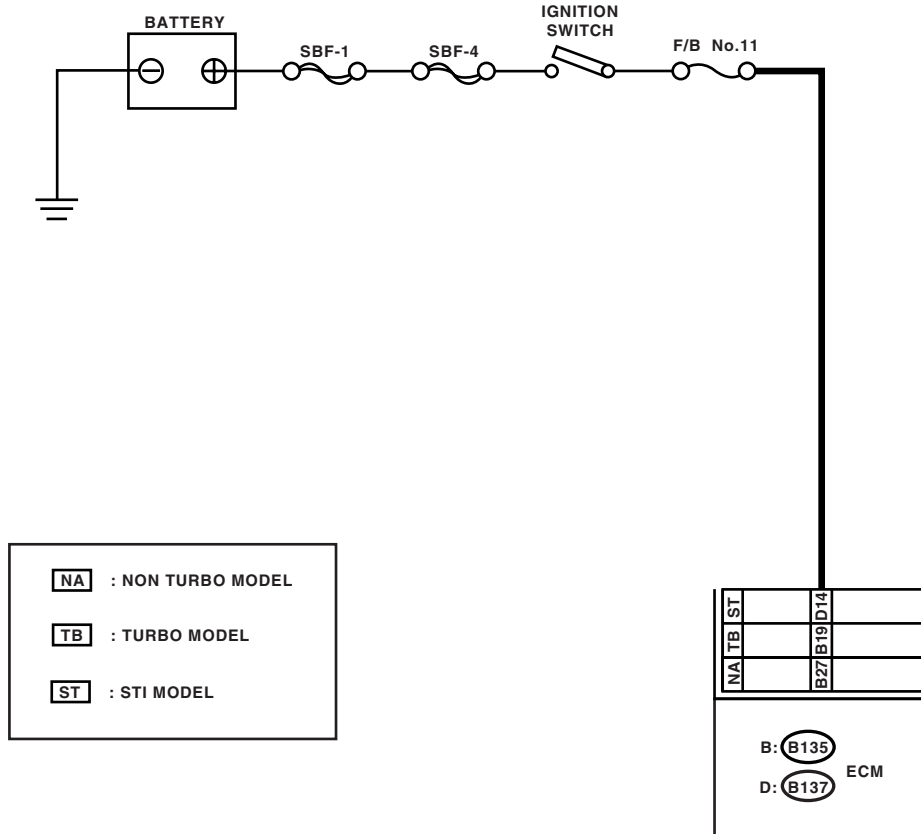 BATTERY
SBF-1
SBF-4
IGNITION
SWITCH
F/B No.11
NA : NON TURBO MODEL
TB : TURBO MODEL
ST : STI MODEL
ST D14
TB B19
NA B27
B: B135
D: B137
ECM